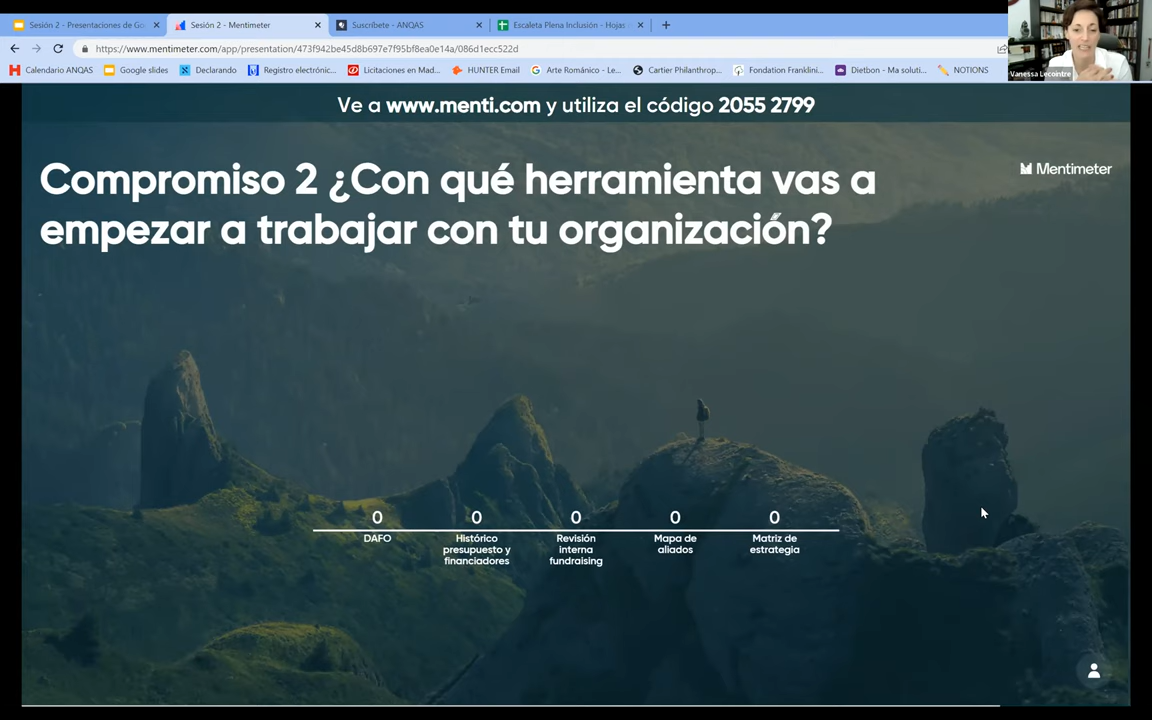 Sesión 2 - Presentaciones de Go
Sesión 2 - Mentimeter
Suscríbete - ANQAS
Escaleta Plena Inclusión - Hojas
https://www.mentimeter.com/app/presentation/473f942be45d8b697e7f95bf8ea0e14a/086d1ecc522d
Calendario ANQAS
Google slides
Declarando
Registro electrónic...
Licitaciones en Mad...
HUNTER Email
Arte Románico - Le...
Cartier Philanthrop...
Fondation Franklini...
Dietbon - Ma soluti...
NOTIONS
Vanessa Lecointre
Ve a www.menti.com y utiliza el código 2055 2799
Compromiso 2 ¿Con qué herramienta vas a
empezar a trabajar con tu organización?
Mentimeter
0
0
0
0
0
DAFO
Histórico
presupuesto y
financiadores
Revisión
interna
fundraising
Mapa de
aliados
Matriz de
estrategia